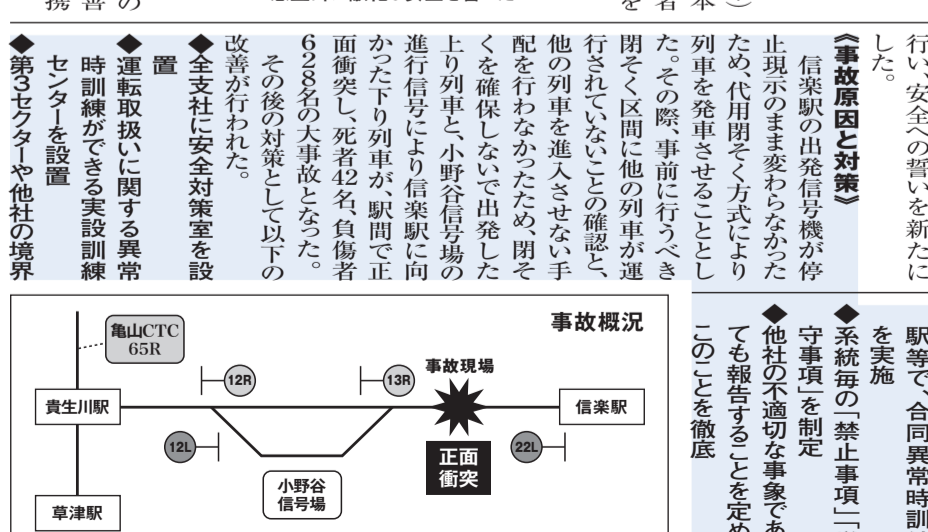 行い、安全への誓いを新たに
した。
《事故原因と対策》
信楽駅の出発信号機が停
止現示のまま変わらなかった
ため、代用閉そく方式により
列車を発車させることとし
た。その際、事前に行うべき
閉そく区間に他の列車が運
行されていないことの確認と、
他の列車を進入させない手
配を行わなかったため、閉そ
くを確保しないで出発した
上り列車と、小野谷信号場の
進行信号により信楽駅に向
かった下り列車が、駅間で正
面衝突し、死者42名、負傷者
628名の大事故となった。
その後の対策として以下の
改善が行われた。
◆全支社に安全対策室を設
置
◆運転取扱いに関する異常
時訓練ができる実設訓練
センターを設置
◆第3セクターや他社の境界
駅等で、合同異常時訓
を実施
◆系統毎の「禁止事項」「
守事項」を制定
◆他社の不適切な事象であ
ても報告することを定め
このことを徹底
事故概況
亀山CTC
65R
12R
13R
事故現場
貴生川駅
信楽駅
12L
22L
正面
衝突
小野谷
信号場
草津駅